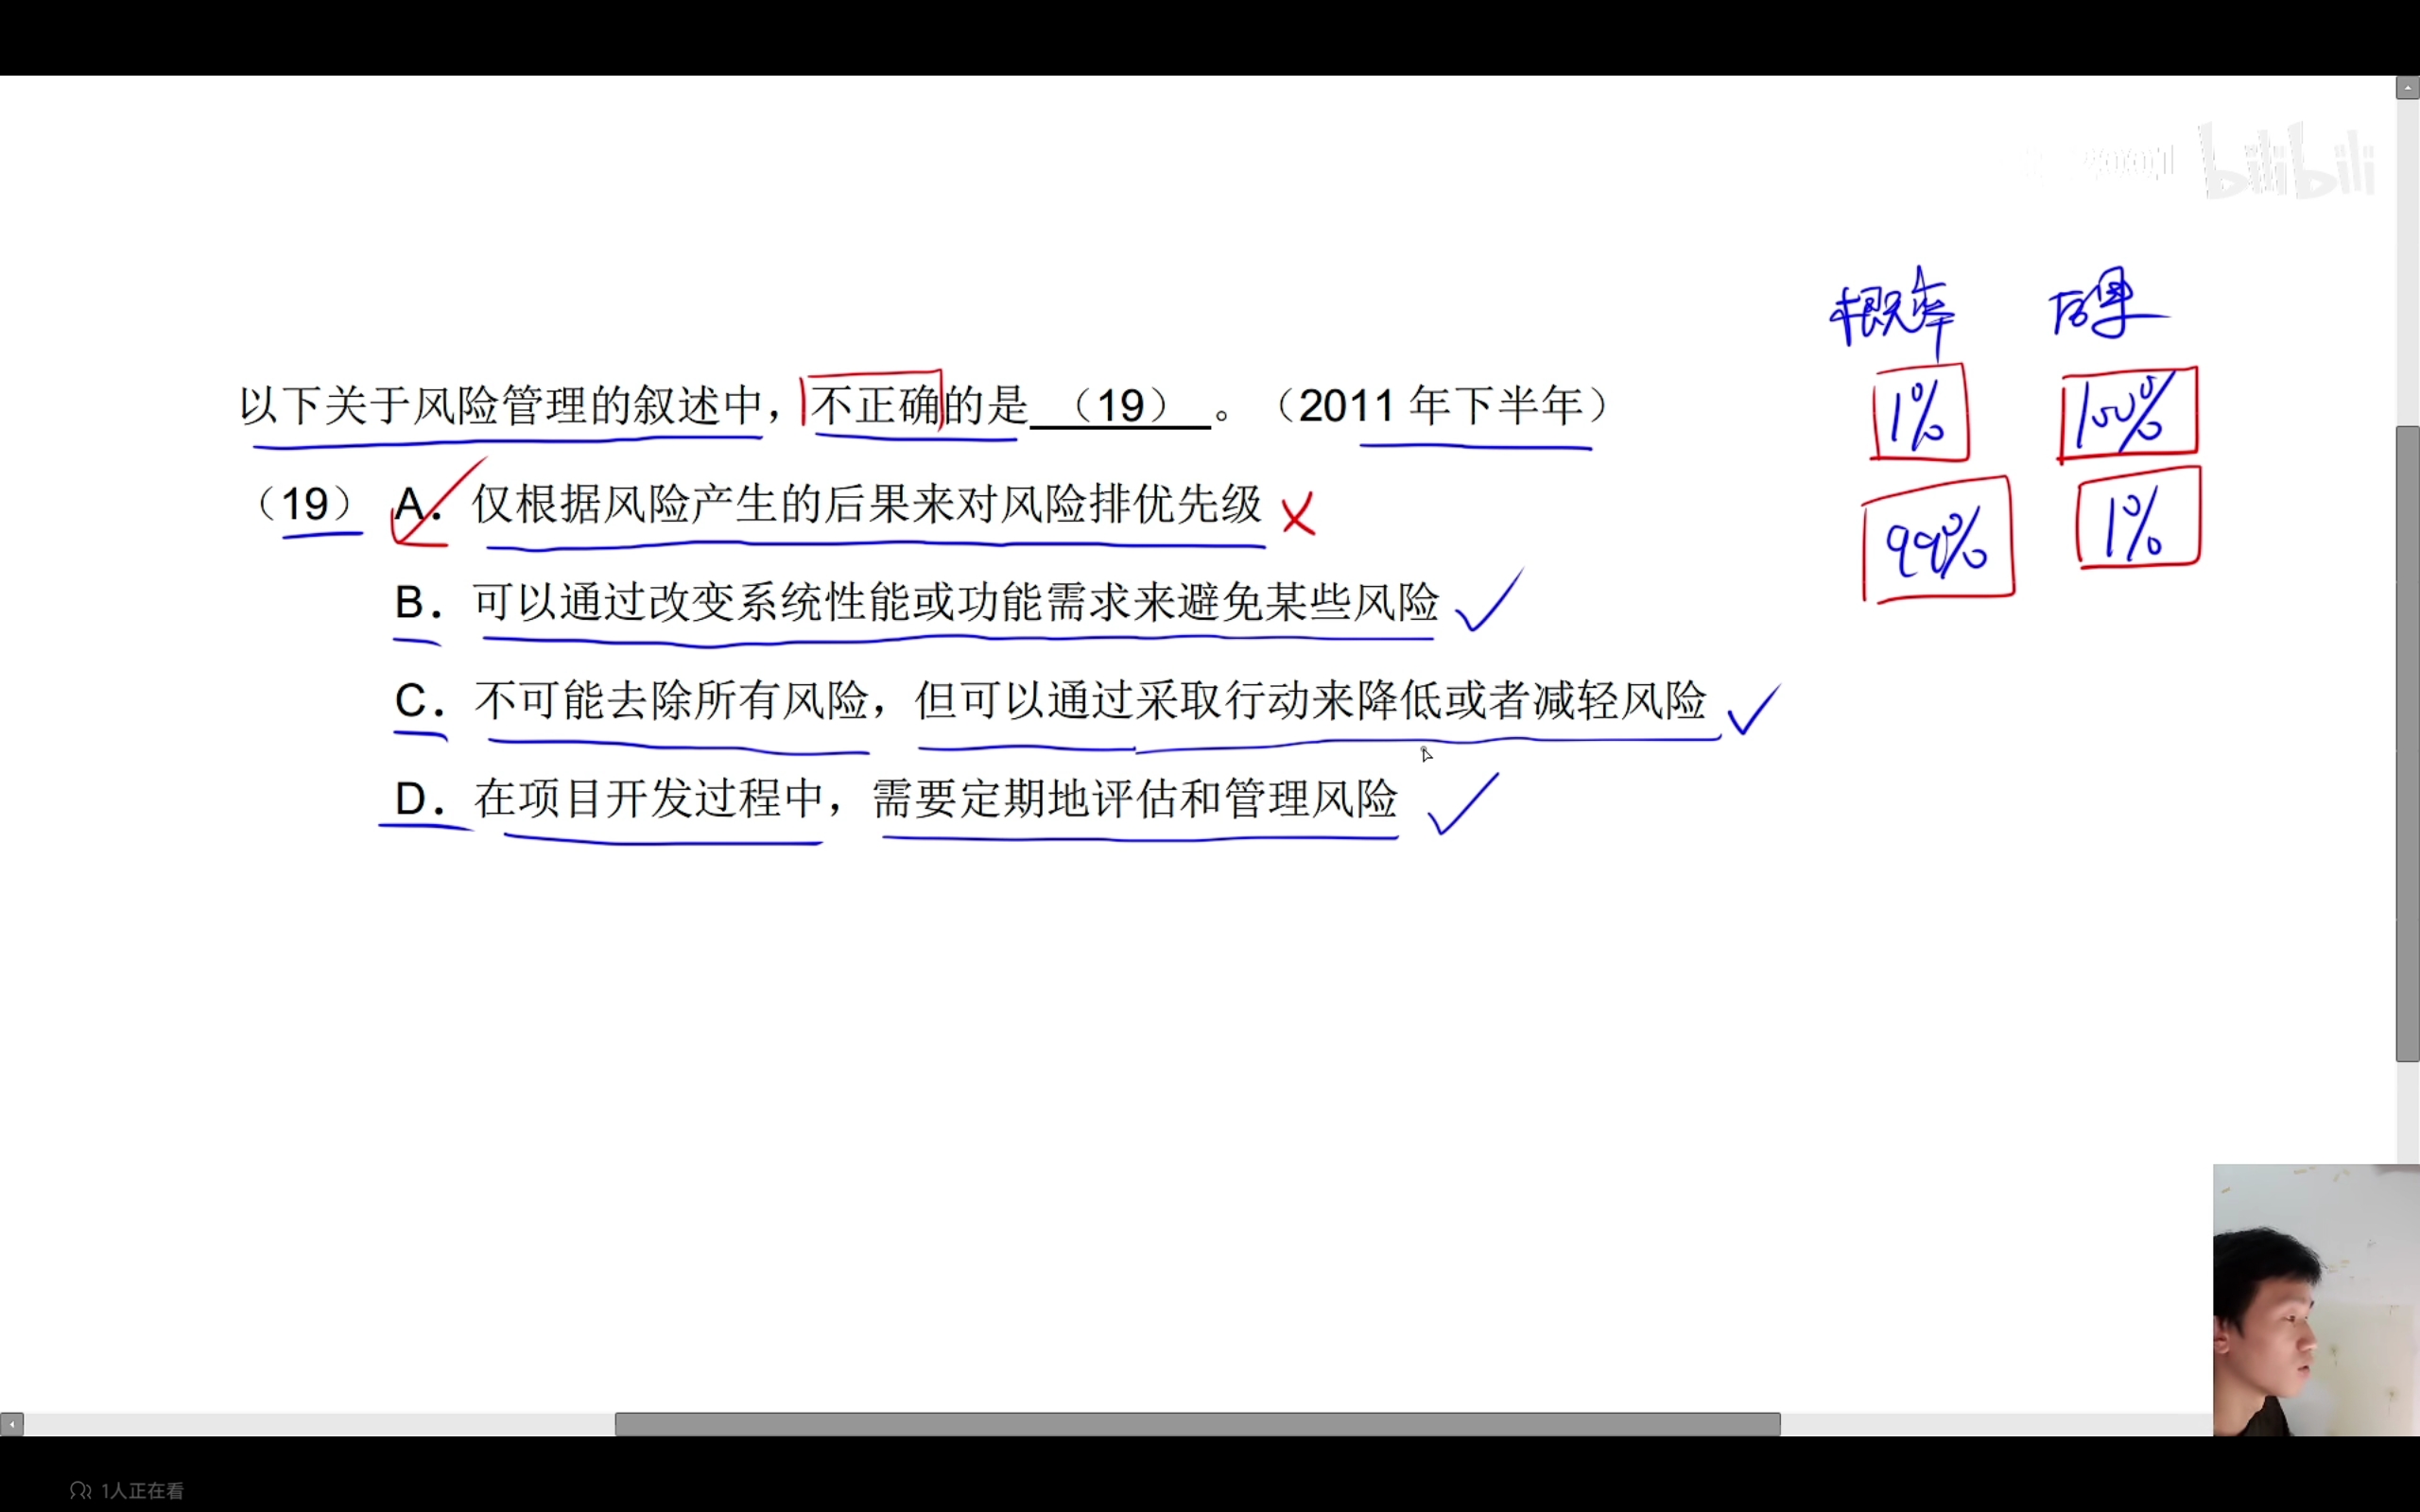 bilibili
概率 后果
以下关于风险管理的叙述中，不正确的是 （19） 。（2011 年下半年）
1% 100%
（19） A．仅根据风险产生的后果来对风险排优先级
99% 1%
B．可以通过改变系统性能或功能需求来避免某些风险
C．不可能去除所有风险，但可以通过采取行动来降低或者减轻风险
D．在项目开发过程中，需要定期地评估和管理风险
1人正在看